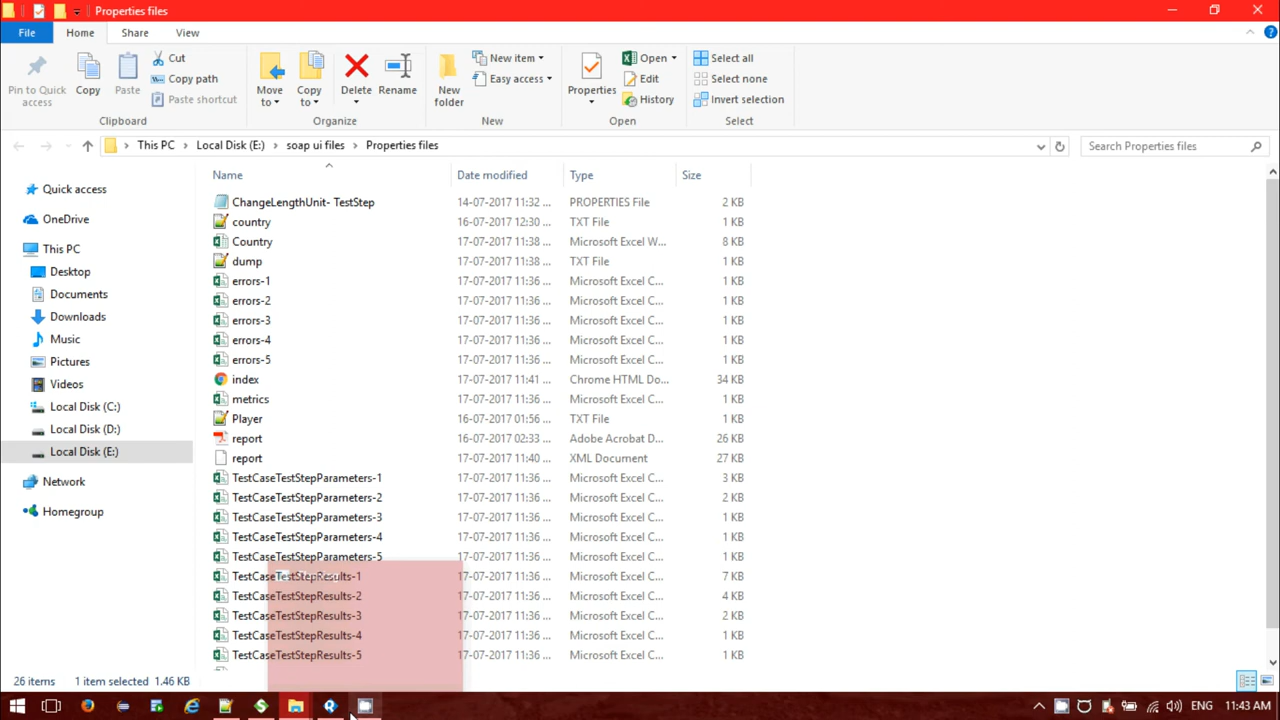 Properties files
File Home Share View
Pin to Quick access
Copy
Paste
Cut
Copy path
Paste shortcut
Clipboard
Move to
Copy to
Delete
Rename
Organize
New folder
New item
Easy access
New
Properties
Open
Edit
History
Open
Select all
Select none
Invert selection
Select
This PC Local Disk (E:) soap ui files Properties files
Search Properties files
Name Date modified Type Size
Quick access
OneDrive
This PC
Desktop
Documents
Downloads
Music
Pictures
Videos
Local Disk (C:)
Local Disk (D:)
Local Disk (E:)
Network
Homegroup
ChangeLengthUnit- TestStep 14-07-2017 11:32 ... PROPERTIES File 2 KB
country 16-07-2017 12:30 ... TXT File 1 KB
Country 17-07-2017 11:38 ... Microsoft Excel W... 8 KB
dump 17-07-2017 11:38 ... TXT File 1 KB
errors-1 17-07-2017 11:36 ... Microsoft Excel C... 1 KB
errors-2 17-07-2017 11:36 ... Microsoft Excel C... 1 KB
errors-3 17-07-2017 11:36 ... Microsoft Excel C... 1 KB
errors-4 17-07-2017 11:36 ... Microsoft Excel C... 1 KB
errors-5 17-07-2017 11:36 ... Microsoft Excel C... 1 KB
index 17-07-2017 11:41 ... Chrome HTML Do... 34 KB
metrics 17-07-2017 11:36 ... Microsoft Excel C... 1 KB
Player 16-07-2017 01:56 ... TXT File 1 KB
report 16-07-2017 02:33 ... Adobe Acrobat D... 26 KB
report 17-07-2017 11:40 ... XML Document 27 KB
TestCaseTestStepParameters-1 17-07-2017 11:36 ... Microsoft Excel C... 3 KB
TestCaseTestStepParameters-2 17-07-2017 11:36 ... Microsoft Excel C... 2 KB
TestCaseTestStepParameters-3 17-07-2017 11:36 ... Microsoft Excel C... 1 KB
TestCaseTestStepParameters-4 17-07-2017 11:36 ... Microsoft Excel C... 1 KB
TestCaseTestStepParameters-5 17-07-2017 11:36 ... Microsoft Excel C... 1 KB
TestCaseTestStepResults-1 17-07-2017 11:36 ... Microsoft Excel C... 7 KB
TestCaseTestStepResults-2 17-07-2017 11:36 ... Microsoft Excel C... 4 KB
TestCaseTestStepResults-3 17-07-2017 11:36 ... Microsoft Excel C... 2 KB
TestCaseTestStepResults-4 17-07-2017 11:36 ... Microsoft Excel C... 1 KB
TestCaseTestStepResults-5 17-07-2017 11:36 ... Microsoft Excel C... 1 KB
26 items 1 item selected 1.46 KB
ENG 11:43 AM